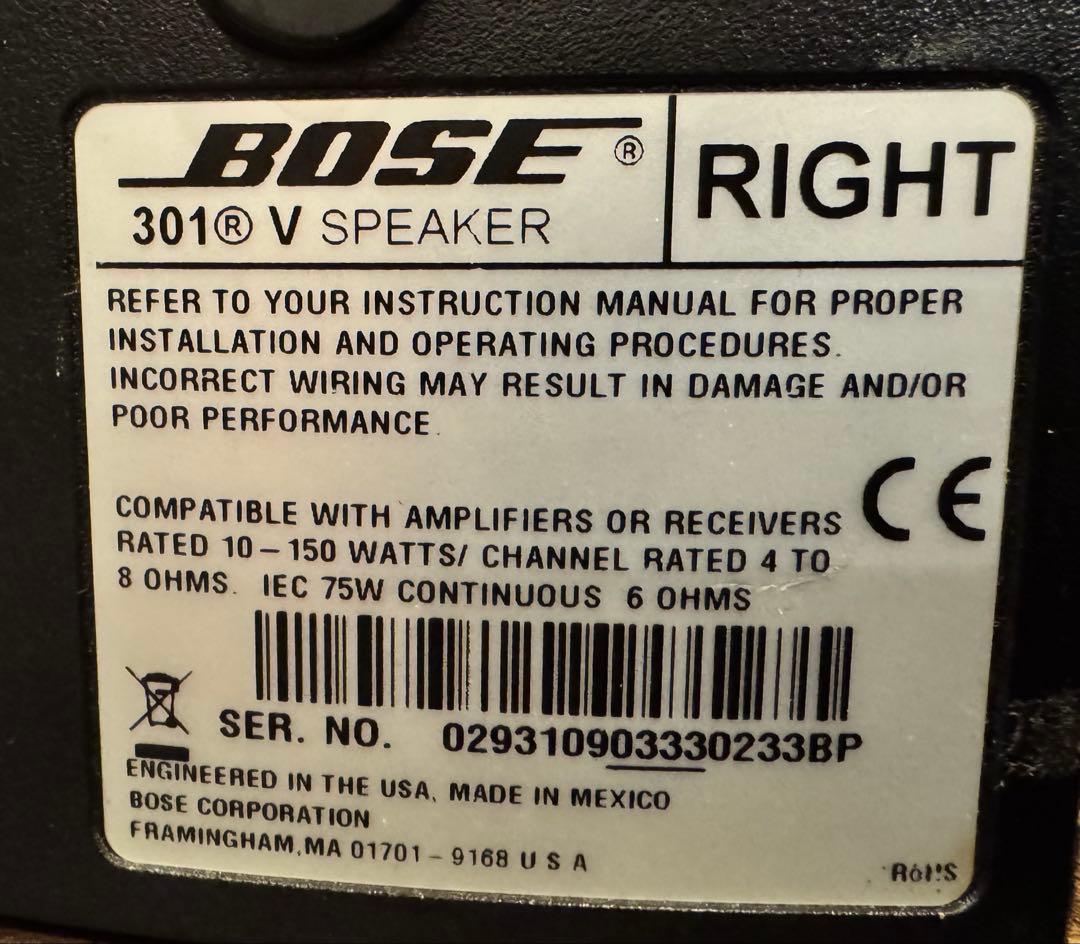 BOSE®
301® V SPEAKER
RIGHT
REFER TO YOUR INSTRUCTION MANUAL FOR PROPER
INSTALLATION AND OPERATING PROCEDURES.
INCORRECT WIRING MAY RESULT IN DAMAGE AND/OR
POOR PERFORMANCE.
CE
COMPATIBLE WITH AMPLIFIERS OR RECEIVERS
RATED 10–150 WATTS/ CHANNEL RATED 4 TO
8 OHMS. IEC 75W CONTINUOUS 6 OHMS
SER. NO. 029310903330233BP
ENGINEERED IN THE USA, MADE IN MEXICO
BOSE CORPORATION
FRAMINGHAM,MA 01701–9168 U S A
RoHS